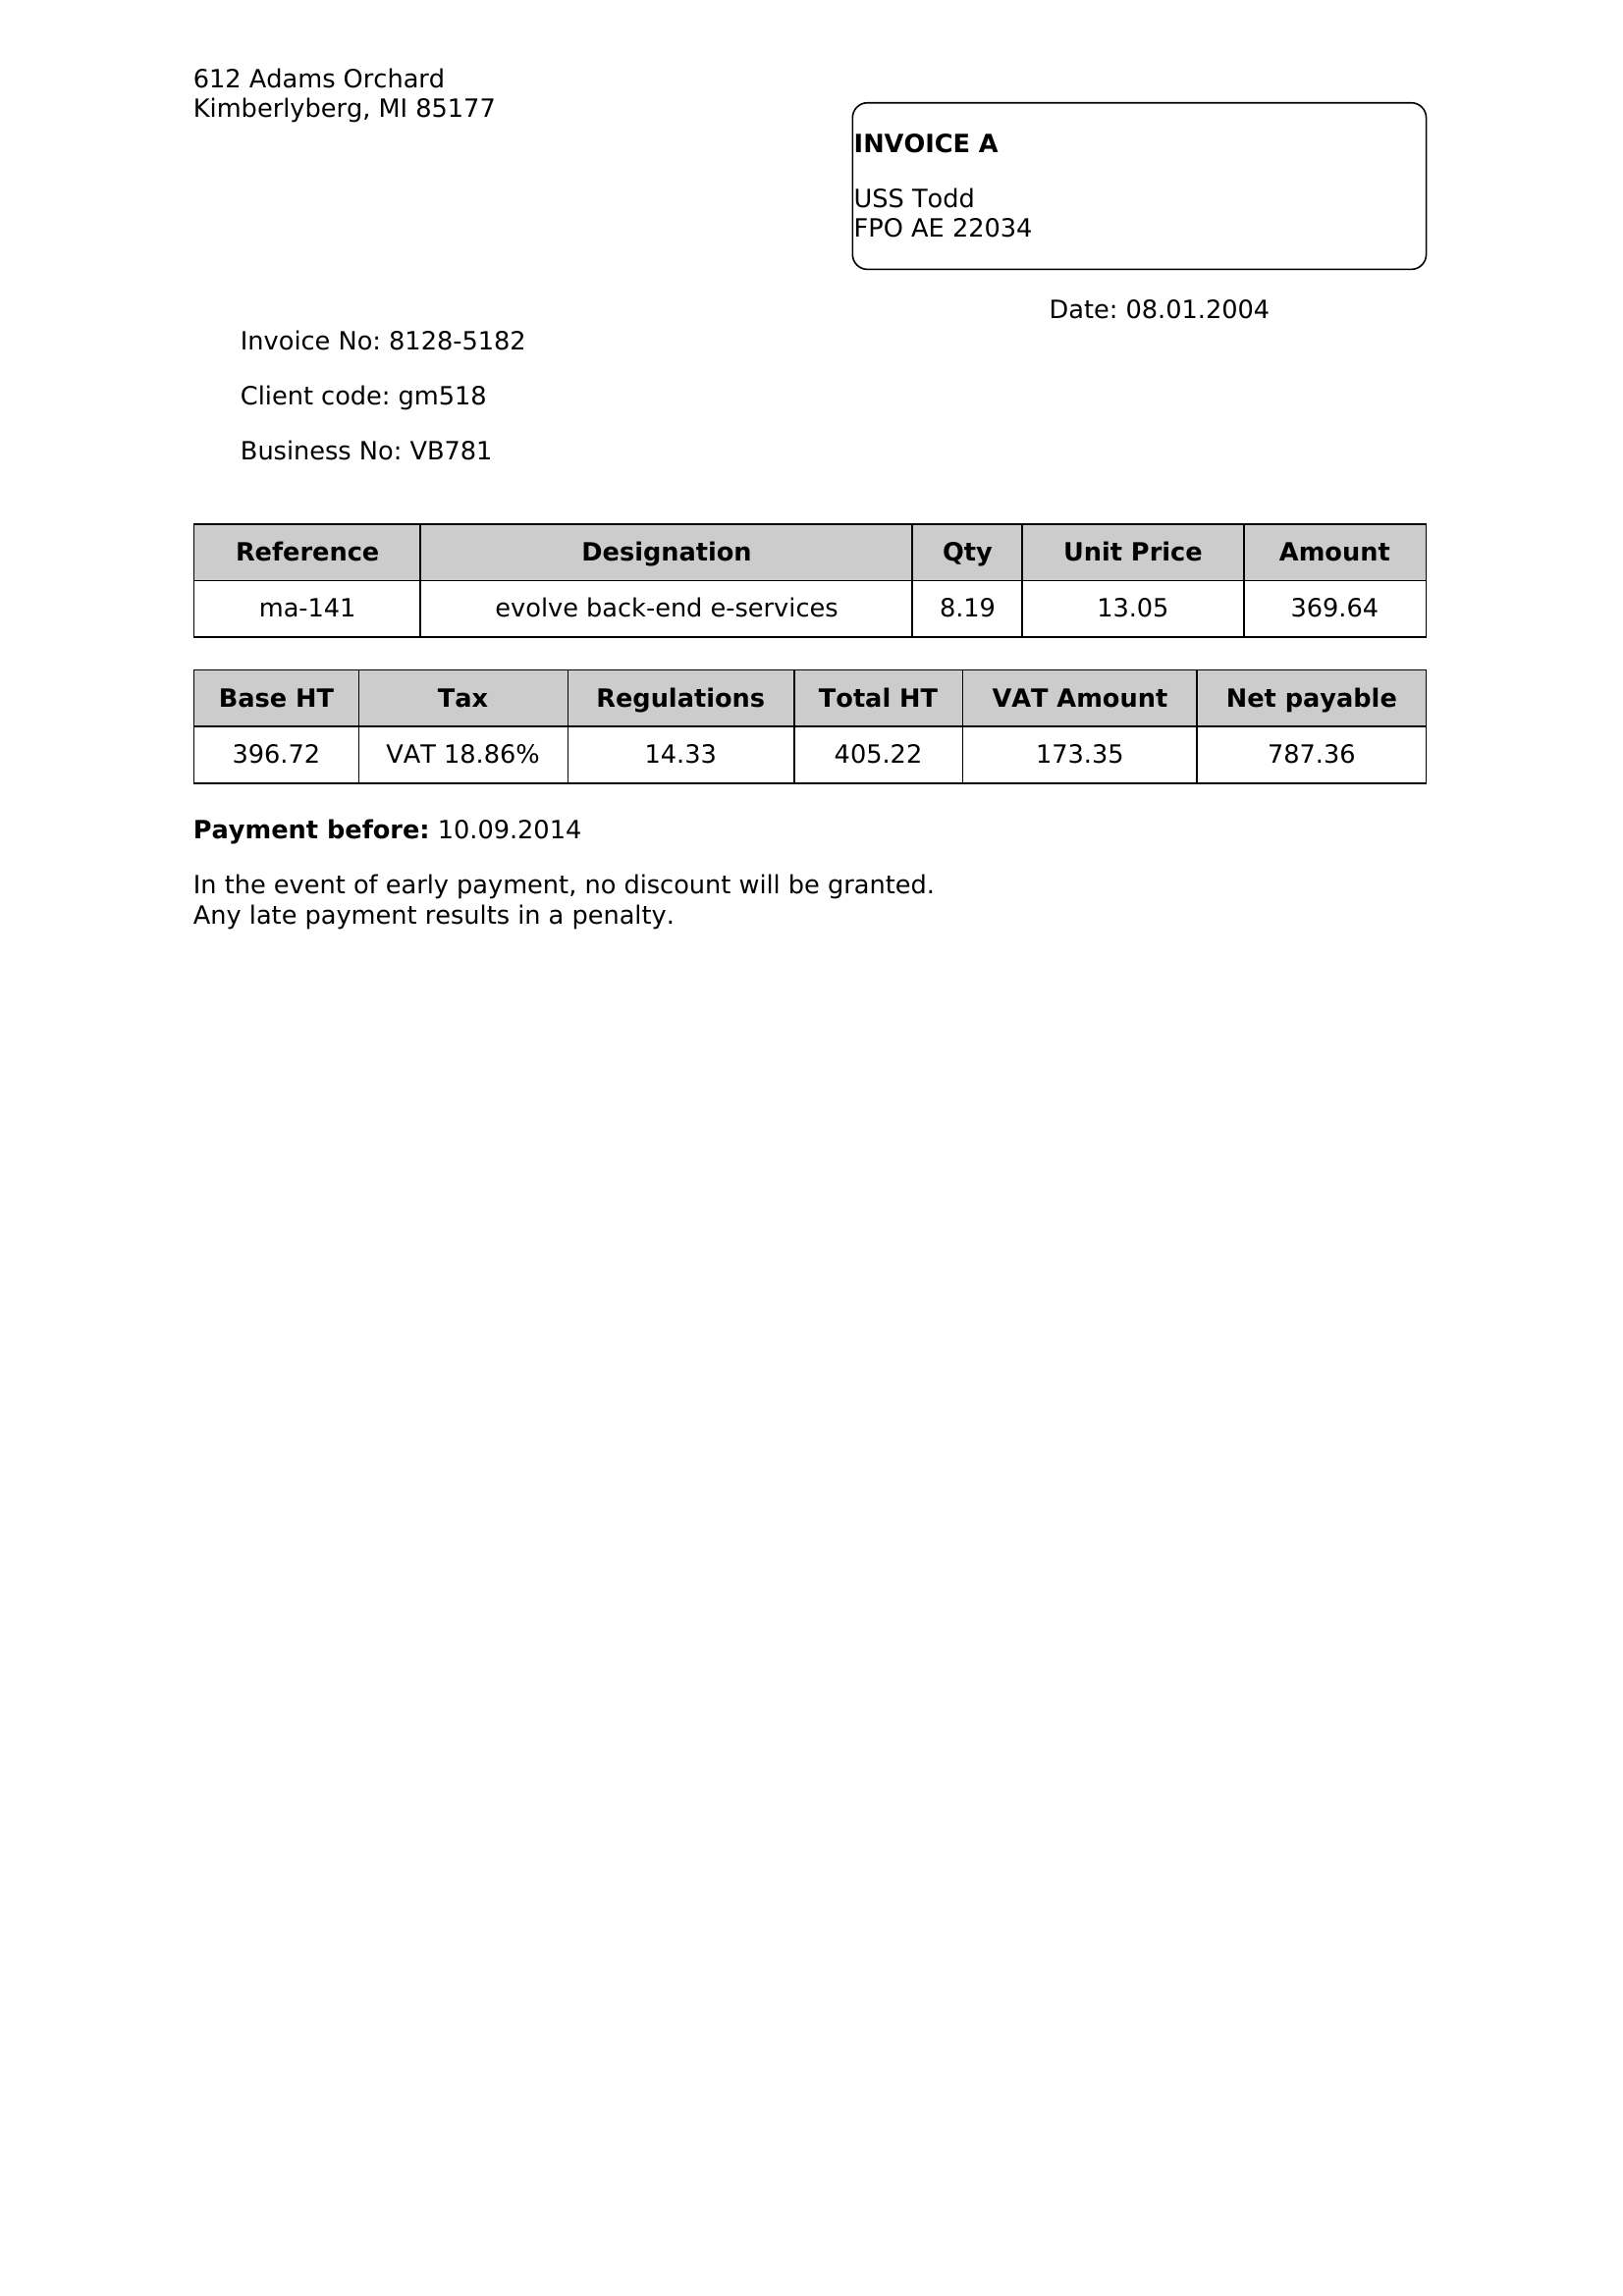 612 Adams Orchard
Kimberlyberg, MI 85177
INVOICE A
USS Todd
FPO AE 22034
Date: 08.01.2004
Invoice No: 8128-5182
Client code: gm518
Business No: VB781
Reference Designation Qty Unit Price Amount
ma-141 evolve back-end e-services 8.19 13.05 369.64
Base HT Tax Regulations Total HT VAT Amount Net payable
396.72 VAT 18.86% 14.33 405.22 173.35 787.36
Payment before: 10.09.2014
In the event of early payment, no discount will be granted.
Any late payment results in a penalty.